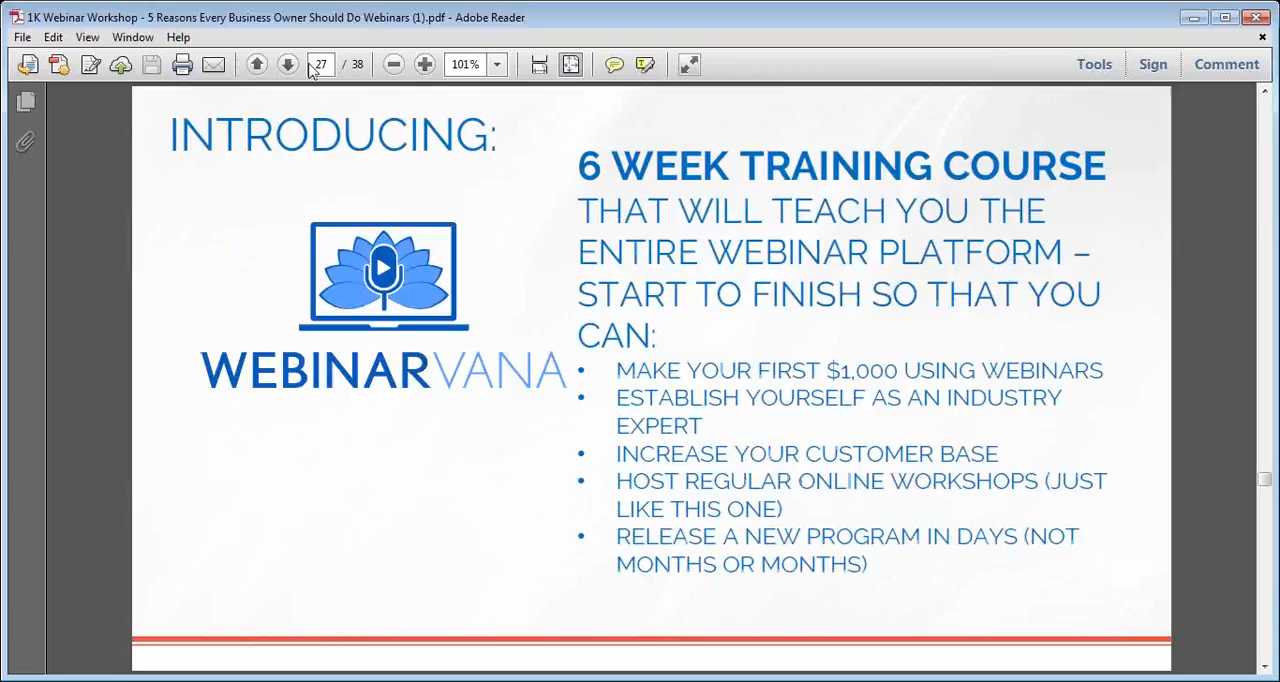 1K Webinar Workshop - 5 Reasons Every Business Owner Should Do Webinars (1).pdf - Adobe Reader
File Edit View Window Help
27 / 38 101% Tools Sign Comment
INTRODUCING:
WEBINARVANA
6 WEEK TRAINING COURSE
THAT WILL TEACH YOU THE
ENTIRE WEBINAR PLATFORM –
START TO FINISH SO THAT YOU
CAN:
• MAKE YOUR FIRST $1,000 USING WEBINARS
• ESTABLISH YOURSELF AS AN INDUSTRY
EXPERT
• INCREASE YOUR CUSTOMER BASE
• HOST REGULAR ONLINE WORKSHOPS (JUST
LIKE THIS ONE)
• RELEASE A NEW PROGRAM IN DAYS (NOT
MONTHS OR MONTHS)